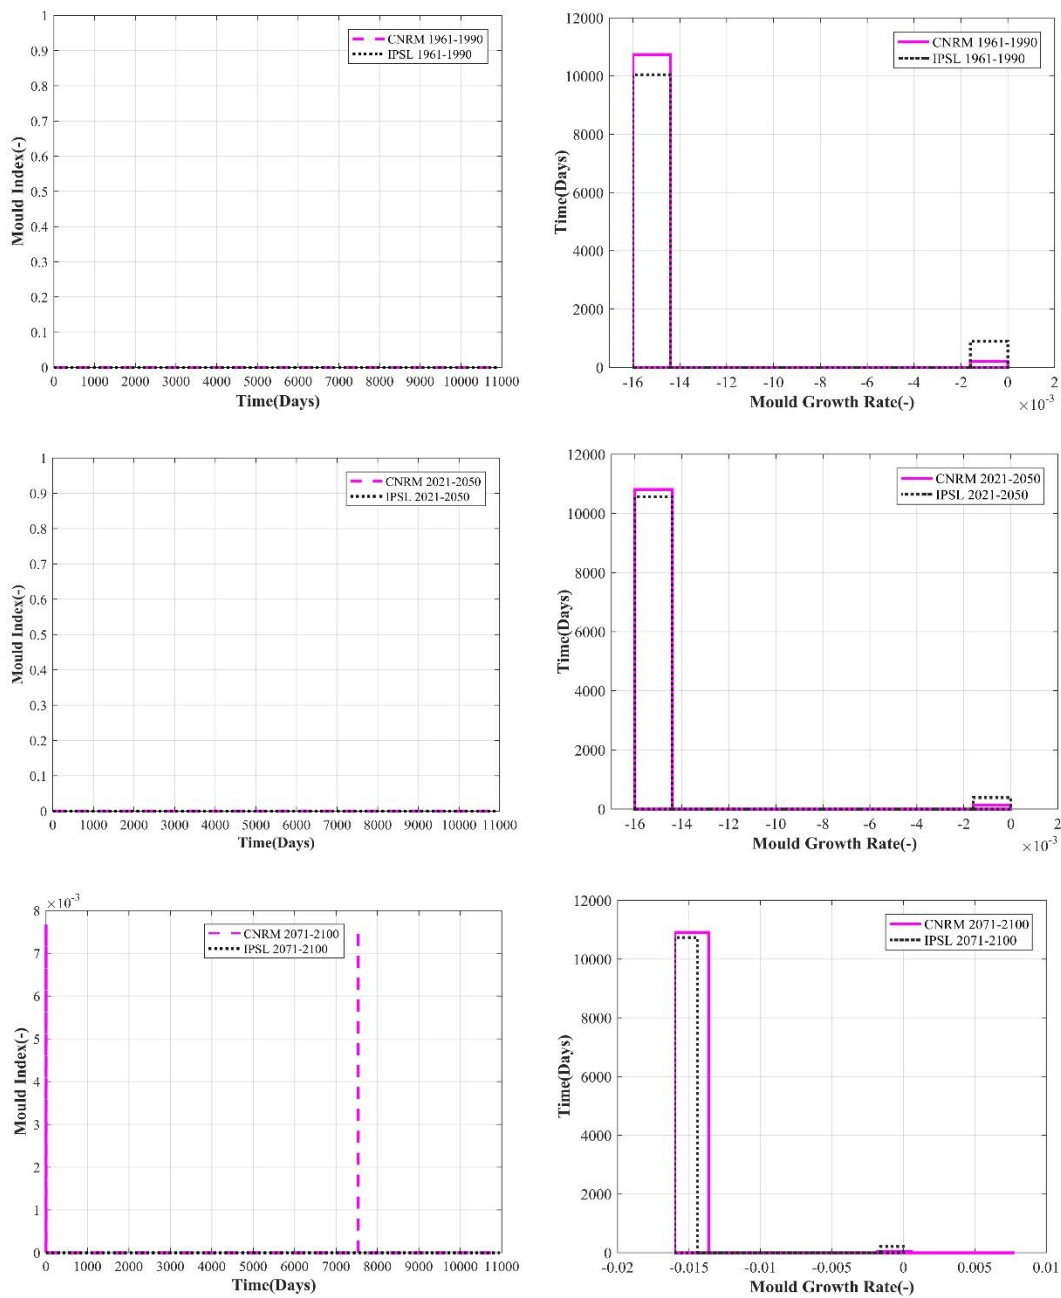 1
0.9
0.8
0.7
0.6
0.5
0.4
0.3
0.2
0.1
0
Mould Index(-)
CNRM 1961-1990
IPSL 1961-1990
0 1000 2000 3000 4000 5000 6000 7000 8000 9000 10000 11000
Time(Days)
12000
10000
8000
6000
4000
2000
0
Time(Days)
CNRM 1961-1990
IPSL 1961-1990
-16 -14 -12 -10 -8 -6 -4 -2 0 2
Mould Growth Rate(-)
×10-3
1
0.9
0.8
0.7
0.6
0.5
0.4
0.3
0.2
0.1
0
Mould Index(-)
CNRM 2021-2050
IPSL 2021-2050
0 1000 2000 3000 4000 5000 6000 7000 8000 9000 10000 11000
Time(Days)
12000
10000
8000
6000
4000
2000
0
Time(Days)
CNRM 2021-2050
IPSL 2021-2050
-16 -14 -12 -10 -8 -6 -4 -2 0 2
Mould Growth Rate(-)
×10-3
×10-3
8
7
6
5
4
3
2
1
0
Mould Index(-)
CNRM 2071-2100
IPSL 2071-2100
0 1000 2000 3000 4000 5000 6000 7000 8000 9000 10000 11000
Time(Days)
12000
10000
8000
6000
4000
2000
0
Time(Days)
CNRM 2071-2100
IPSL 2071-2100
-0.02 -0.015 -0.01 -0.005 0 0.005 0.01
Mould Growth Rate(-)